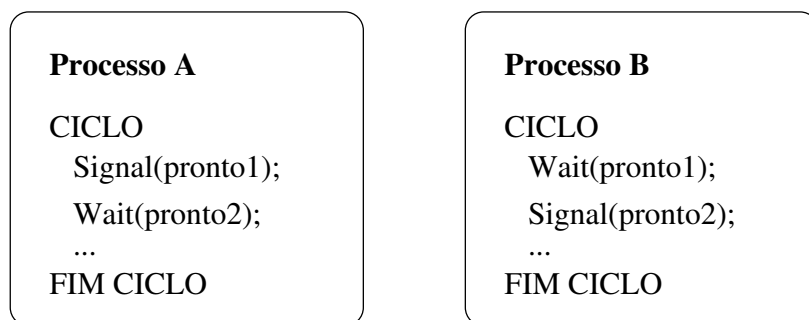 Processo A
CICLO
Signal(pronto1);
Wait(pronto2);
...
FIM CICLO
Processo B
CICLO
Wait(pronto1);
Signal(pronto2);
...
FIM CICLO